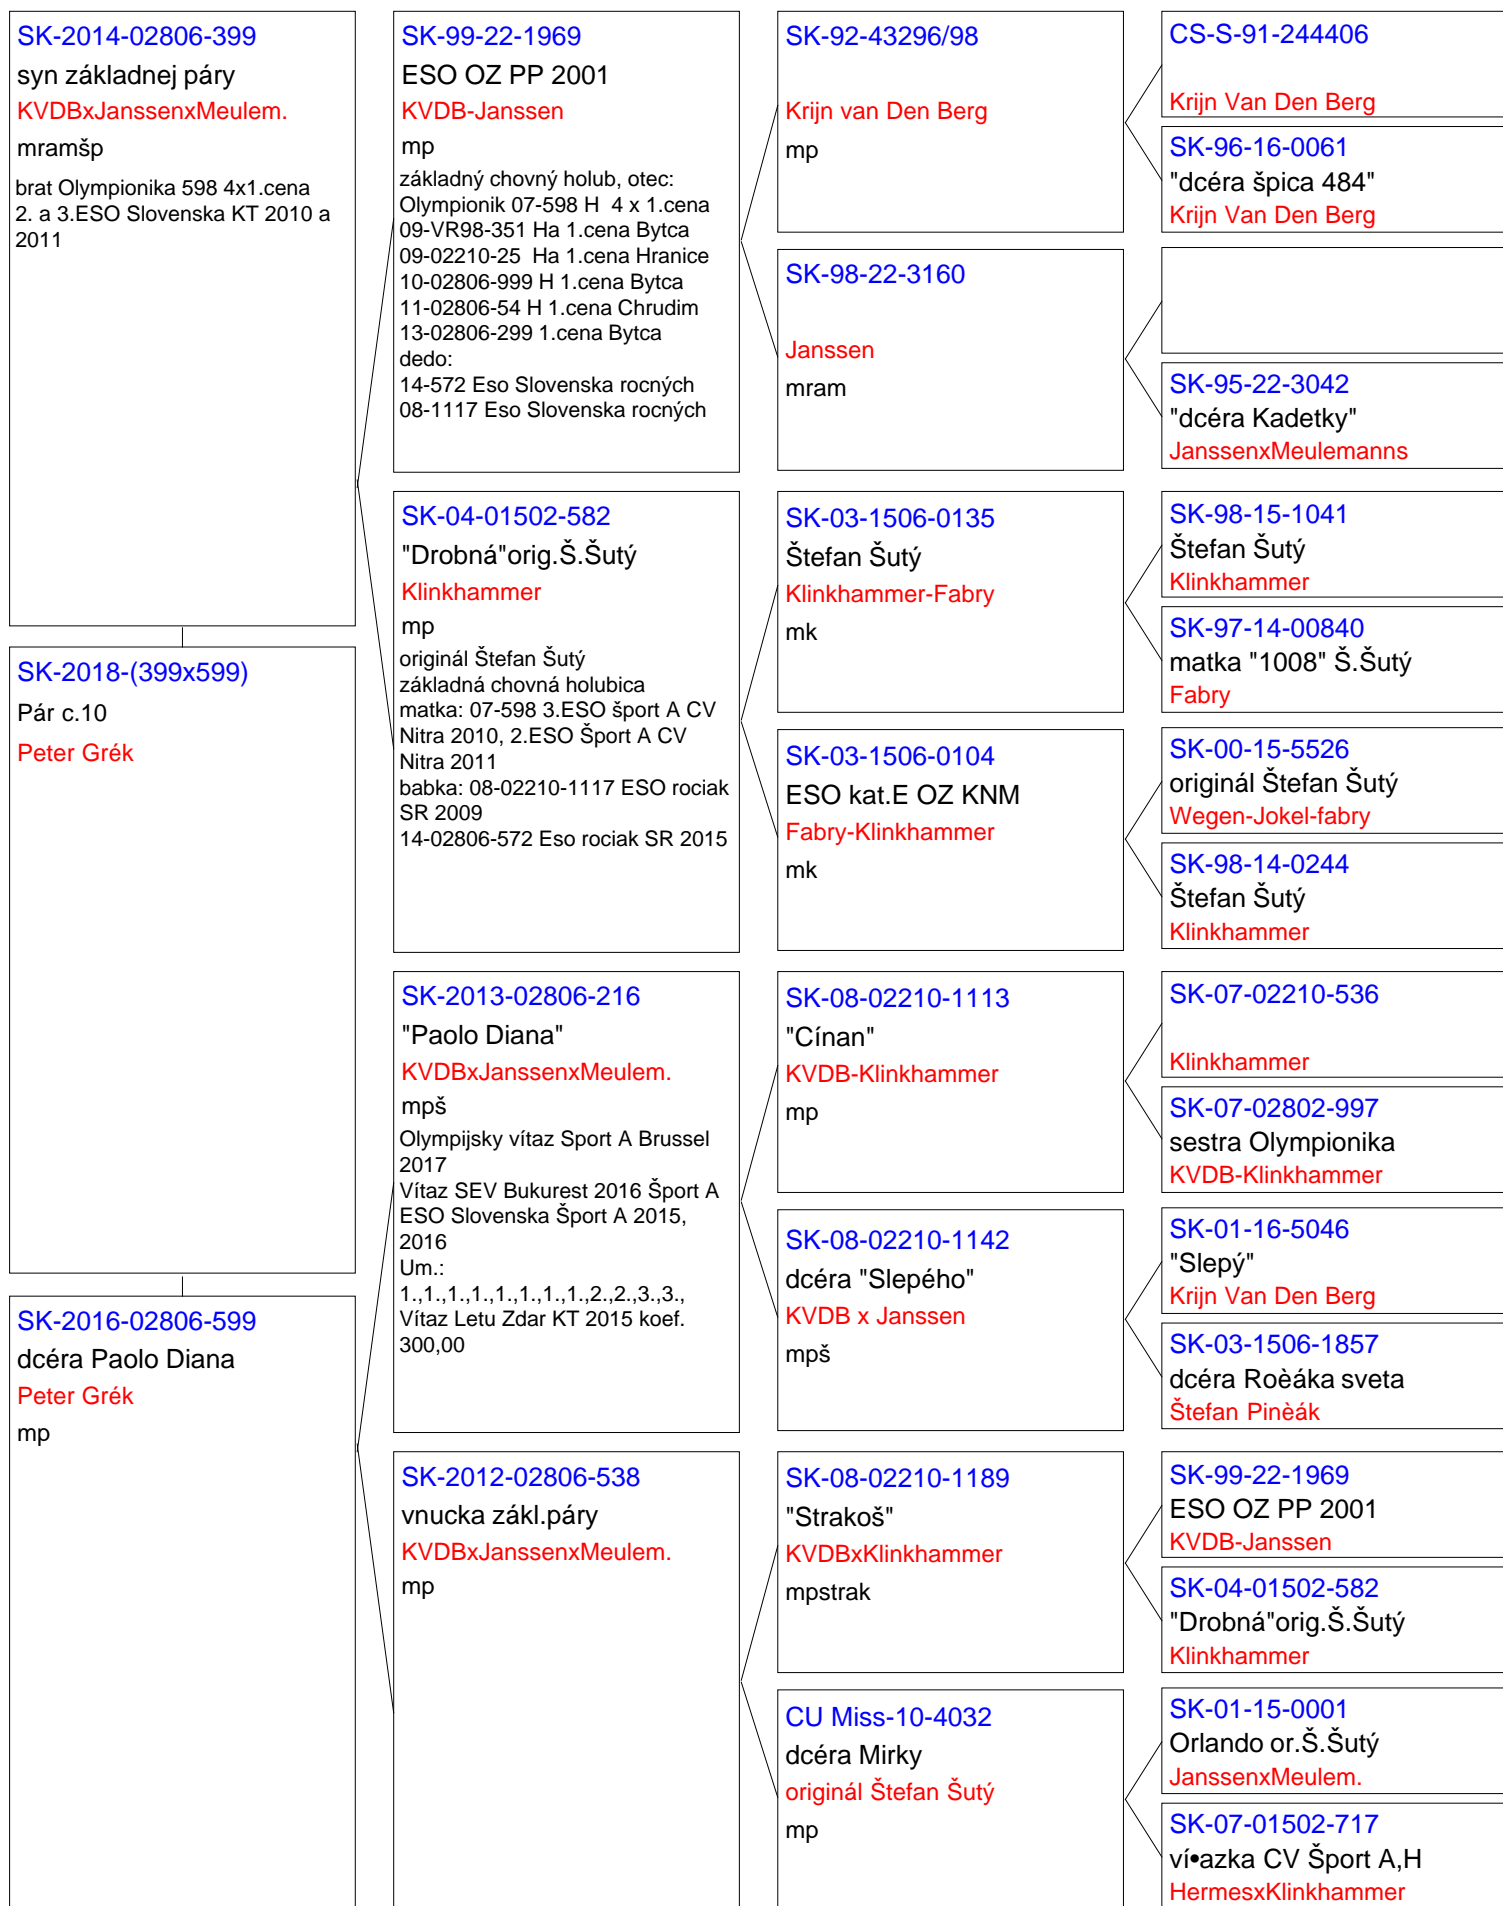 SK-2014-02806-399
syn základnej páry
KVDBxJanssenxMeulem.
mramšp
brat Olympionika 598 4x1.cena
2. a 3.ESO Slovenska KT 2010 a
2011
SK-2018-(399x599)
Pár c.10
Peter Grék
SK-2016-02806-599
dcéra Paolo Diana
Peter Grék
mp
SK-99-22-1969
ESO OZ PP 2001
KVDB-Janssen
mp
základný chovný holub, otec:
Olympionik 07-598 H  4 x 1.cena
09-VR98-351 Ha 1.cena Bytca
09-02210-25  Ha 1.cena Hranice
10-02806-999 H 1.cena Bytca
11-02806-54 H 1.cena Chrudim
13-02806-299 1.cena Bytca
dedo:
14-572 Eso Slovenska rocných
08-1117 Eso Slovenska rocných
SK-04-01502-582
"Drobná"orig.Š.Šutý
Klinkhammer
mp
originál Štefan Šutý
základná chovná holubica
matka: 07-598 3.ESO šport A CV
Nitra 2010, 2.ESO Šport A CV
Nitra 2011
babka: 08-02210-1117 ESO rociak
SR 2009
14-02806-572 Eso rociak SR 2015
SK-2013-02806-216
"Paolo Diana"
KVDBxJanssenxMeulem.
mpš
Olympijsky vítaz Sport A Brussel
2017
Vítaz SEV Bukurest 2016 Šport A
ESO Slovenska Šport A 2015,
2016
Um.:
1.,1.,1.,1.,1.,1.,1.,1.,2.,2.,3.,3.,
Vítaz Letu Zdar KT 2015 koef.
300,00
SK-2012-02806-538
vnucka zákl.páry
KVDBxJanssenxMeulem.
mp
SK-92-43296/98
Krijn van Den Berg
mp
SK-98-22-3160
Janssen
mram
SK-03-1506-0135
Štefan Šutý
Klinkhammer-Fabry
mk
SK-03-1506-0104
ESO kat.E OZ KNM
Fabry-Klinkhammer
mk
SK-08-02210-1113
"Cínan"
KVDB-Klinkhammer
mp
SK-08-02210-1142
dcéra "Slepého"
KVDB x Janssen
mpš
SK-08-02210-1189
"Strakoš"
KVDBxKlinkhammer
mpstrak
CU Miss-10-4032
dcéra Mirky
originál Štefan Šutý
mp
CS-S-91-244406
Krijn Van Den Berg
SK-96-16-0061
"dcéra špica 484"
Krijn Van Den Berg
SK-95-22-3042
"dcéra Kadetky"
JanssenxMeulemanns
SK-98-15-1041
Štefan Šutý
Klinkhammer
SK-97-14-00840
matka "1008" Š.Šutý
Fabry
SK-00-15-5526
originál Štefan Šutý
Wegen-Jokel-fabry
SK-98-14-0244
Štefan Šutý
Klinkhammer
SK-07-02210-536
Klinkhammer
SK-07-02802-997
sestra Olympionika
KVDB-Klinkhammer
SK-01-16-5046
"Slepý"
Krijn Van Den Berg
SK-03-1506-1857
dcéra Roèáka sveta
Štefan Pinèák
SK-99-22-1969
ESO OZ PP 2001
KVDB-Janssen
SK-04-01502-582
"Drobná"orig.Š.Šutý
Klinkhammer
SK-01-15-0001
Orlando or.Š.Šutý
JanssenxMeulem.
SK-07-01502-717
ví•azka CV Šport A,H
HermesxKlinkhammer